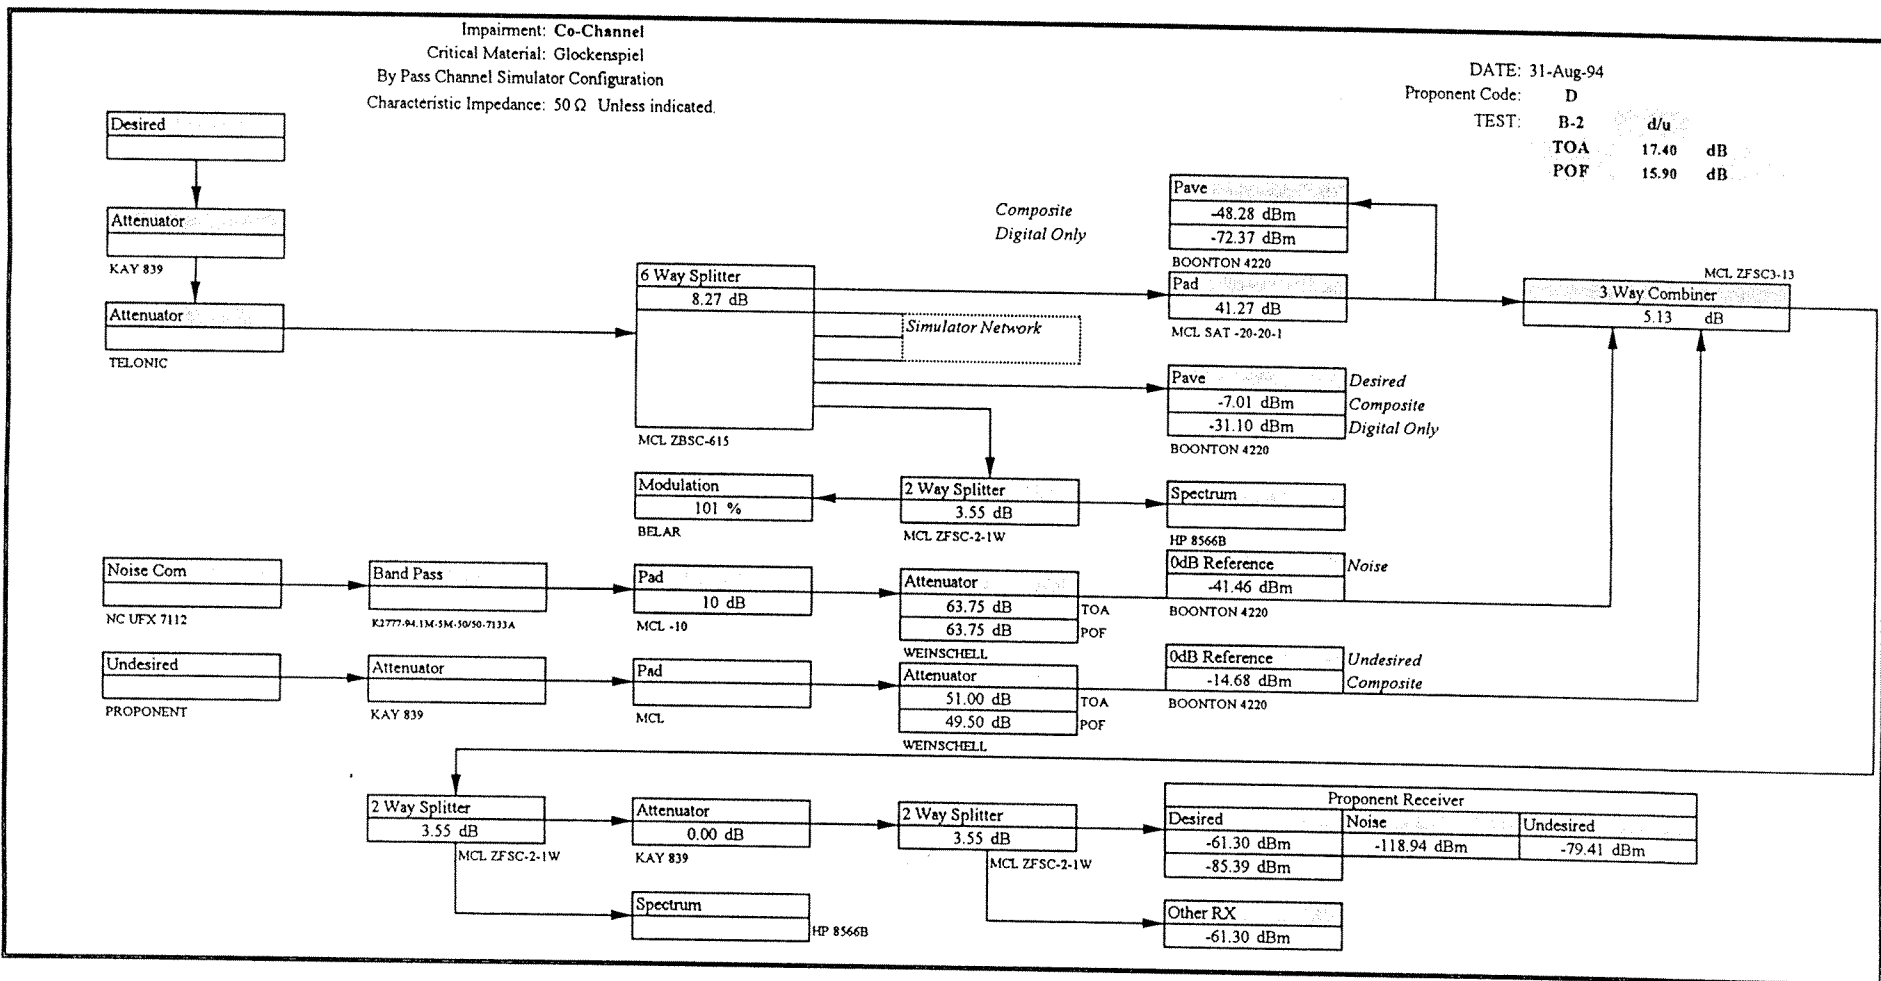 Impairment: Co-Channel
Critical Material: Glockenspiel
By Pass Channel Simulator Configuration
Characteristic Impedance: 50 Ω Unless indicated.
DATE: 31-Aug-94
Proponent Code: D
TEST: B-2 d/u
TOA 17.40 dB
POF 15.90 dB
Desired
Attenuator
KAY 839
Attenuator
TELONIC
6 Way Splitter
8.27 dB
MCL ZBSC-615
Simulator Network
Composite
Digital Only
Pave
-48.28 dBm
-72.37 dBm
BOONTON 4220
Pad
41.27 dB
MCL SAT -20-20-1
MCL ZFSC3-13
3 Way Combiner
5.13 dB
Pave
Desired
-7.01 dBm
Composite
-31.10 dBm
Digital Only
BOONTON 4220
Modulation
101 %
BELAR
2 Way Splitter
3.55 dB
MCL ZFSC-2-1W
Spectrum
HP 8566B
Noise Com
NC UFX 7112
Band Pass
K2777-94.1M-5M-50/50-7133A
Pad
10 dB
MCL -10
Attenuator
63.75 dB TOA
63.75 dB POF
WEINSCHELL
0dB Reference
Noise
-41.46 dBm
BOONTON 4220
Undesired
PROPONENT
Attenuator
KAY 839
Pad
MCL
Attenuator
51.00 dB TOA
49.50 dB POF
WEINSCHELL
0dB Reference
Undesired
-14.68 dBm
Composite
BOONTON 4220
2 Way Splitter
3.55 dB
MCL ZFSC-2-1W
Attenuator
0.00 dB
KAY 839
2 Way Splitter
3.55 dB
MCL ZFSC-2-1W
Proponent Receiver
Desired Noise Undesired
-61.30 dBm -118.94 dBm -79.41 dBm
-85.39 dBm
Spectrum
HP 8566B
Other RX
-61.30 dBm